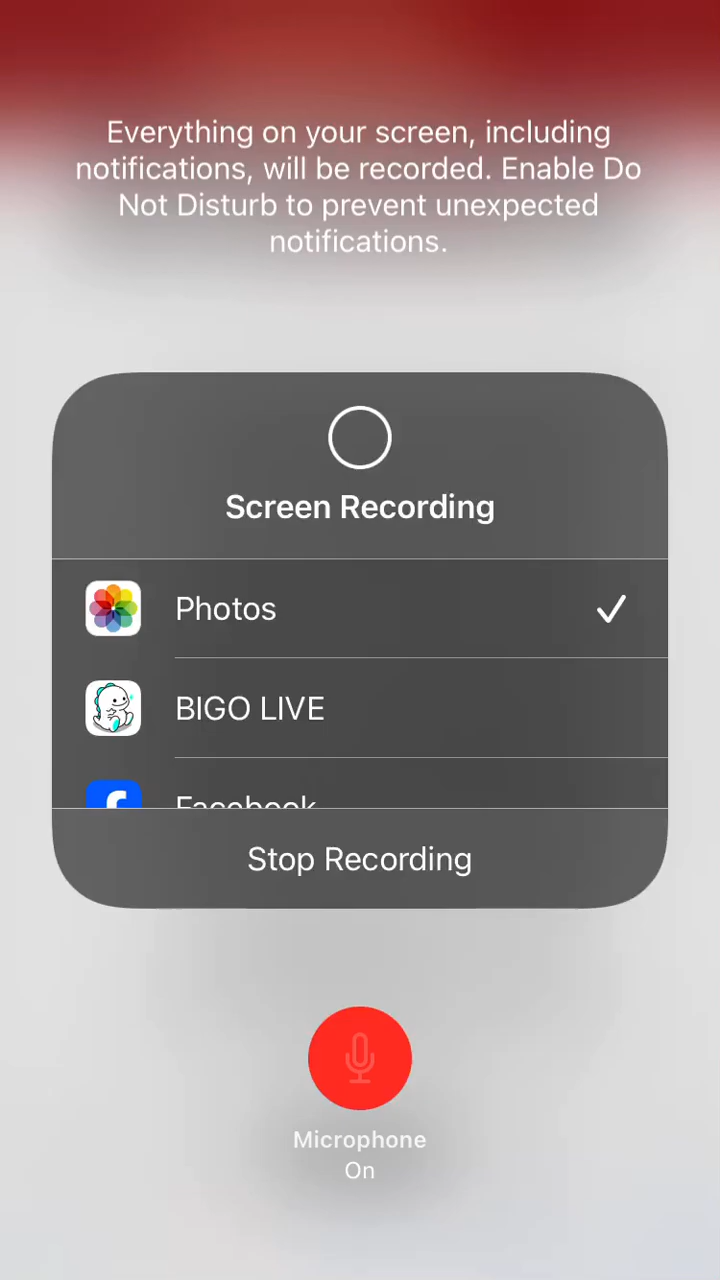 Everything on your screen, including
notifications, will be recorded. Enable Do
Not Disturb to prevent unexpected
notifications.
Screen Recording
Photos
BIGO LIVE
Facebook
Stop Recording
Microphone
On